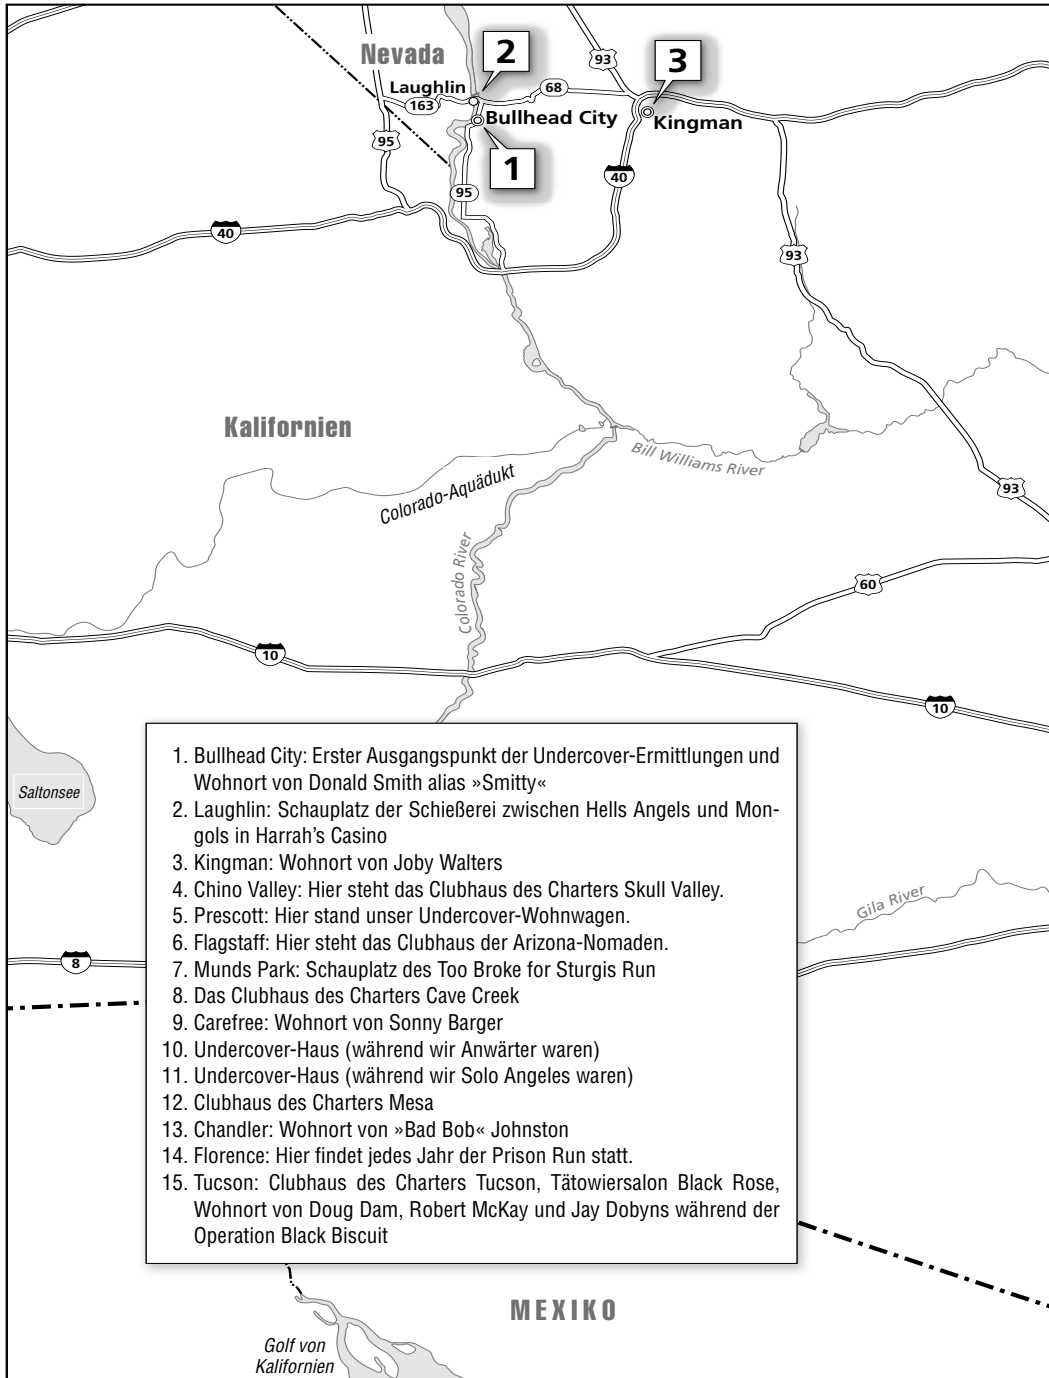 Nevada
2
93
3
Laughlin
68
163
Bullhead City
Kingman
95
1
40
95
40
93
Kalifornien
Bill Williams River
Colorado-Aquädukt
93
Colorado River
60
10
10
Saltonsee
1. Bullhead City: Erster Ausgangspunkt der Undercover-Ermittlungen und
Wohnort von Donald Smith alias »Smitty«
2. Laughlin: Schauplatz der Schießerei zwischen Hells Angels und Mon-
gols in Harrah's Casino
3. Kingman: Wohnort von Joby Walters
4. Chino Valley: Hier steht das Clubhaus des Charters Skull Valley.
5. Prescott: Hier stand unser Undercover-Wohnwagen.
6. Flagstaff: Hier steht das Clubhaus der Arizona-Nomaden.
7. Munds Park: Schauplatz des Too Broke for Sturgis Run
8. Das Clubhaus des Charters Cave Creek
9. Carefree: Wohnort von Sonny Barger
10. Undercover-Haus (während wir Anwärter waren)
11. Undercover-Haus (während wir Solo Angeles waren)
12. Clubhaus des Charters Mesa
13. Chandler: Wohnort von »Bad Bob« Johnston
14. Florence: Hier findet jedes Jahr der Prison Run statt.
15. Tucson: Clubhaus des Charters Tucson, Tätowiersalon Black Rose,
Wohnort von Doug Dam, Robert McKay und Jay Dobyns während der
Operation Black Biscuit
Gila River
8
MEXIKO
Golf von
Kalifornien